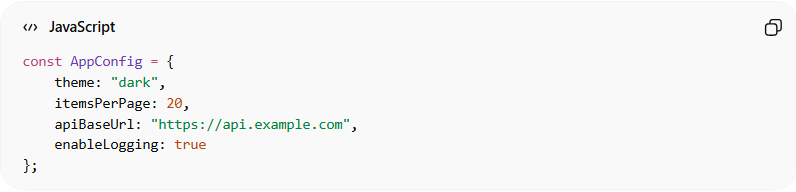 JavaScript
const AppConfig = {
    theme: "dark",
    itemsPerPage: 20,
    apiBaseUrl: "https://api.example.com",
    enableLogging: true
};